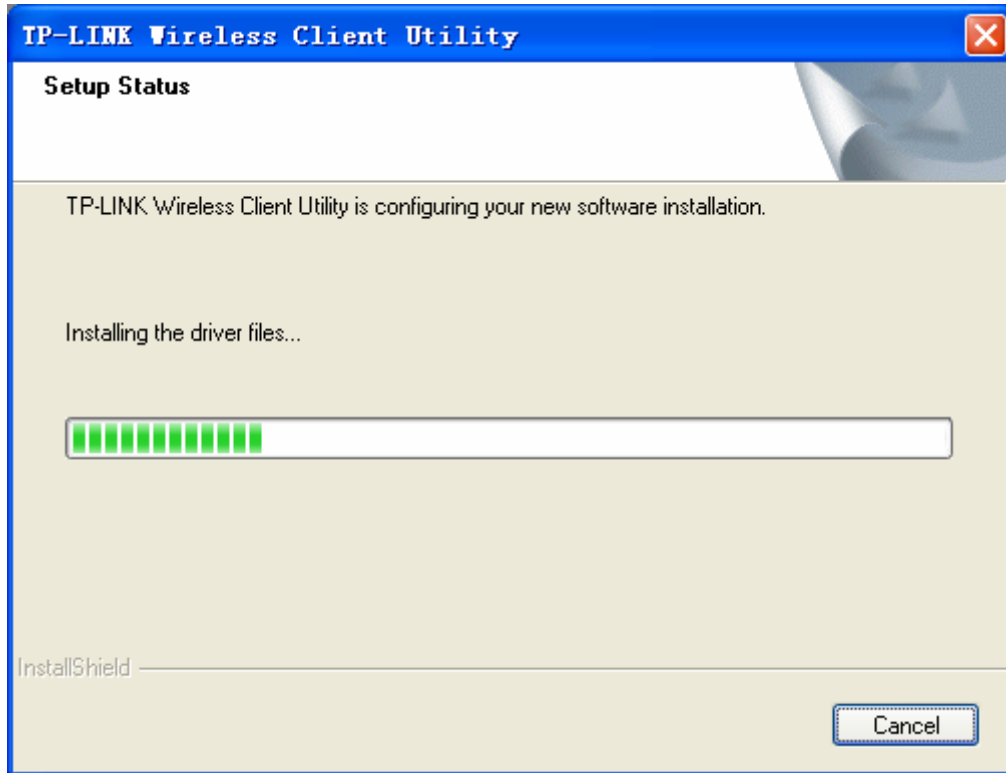 TP-LINK Wireless Client Utility
Setup Status
TP-LINK Wireless Client Utility is configuring your new software installation.
Installing the driver files...
InstallShield
Cancel